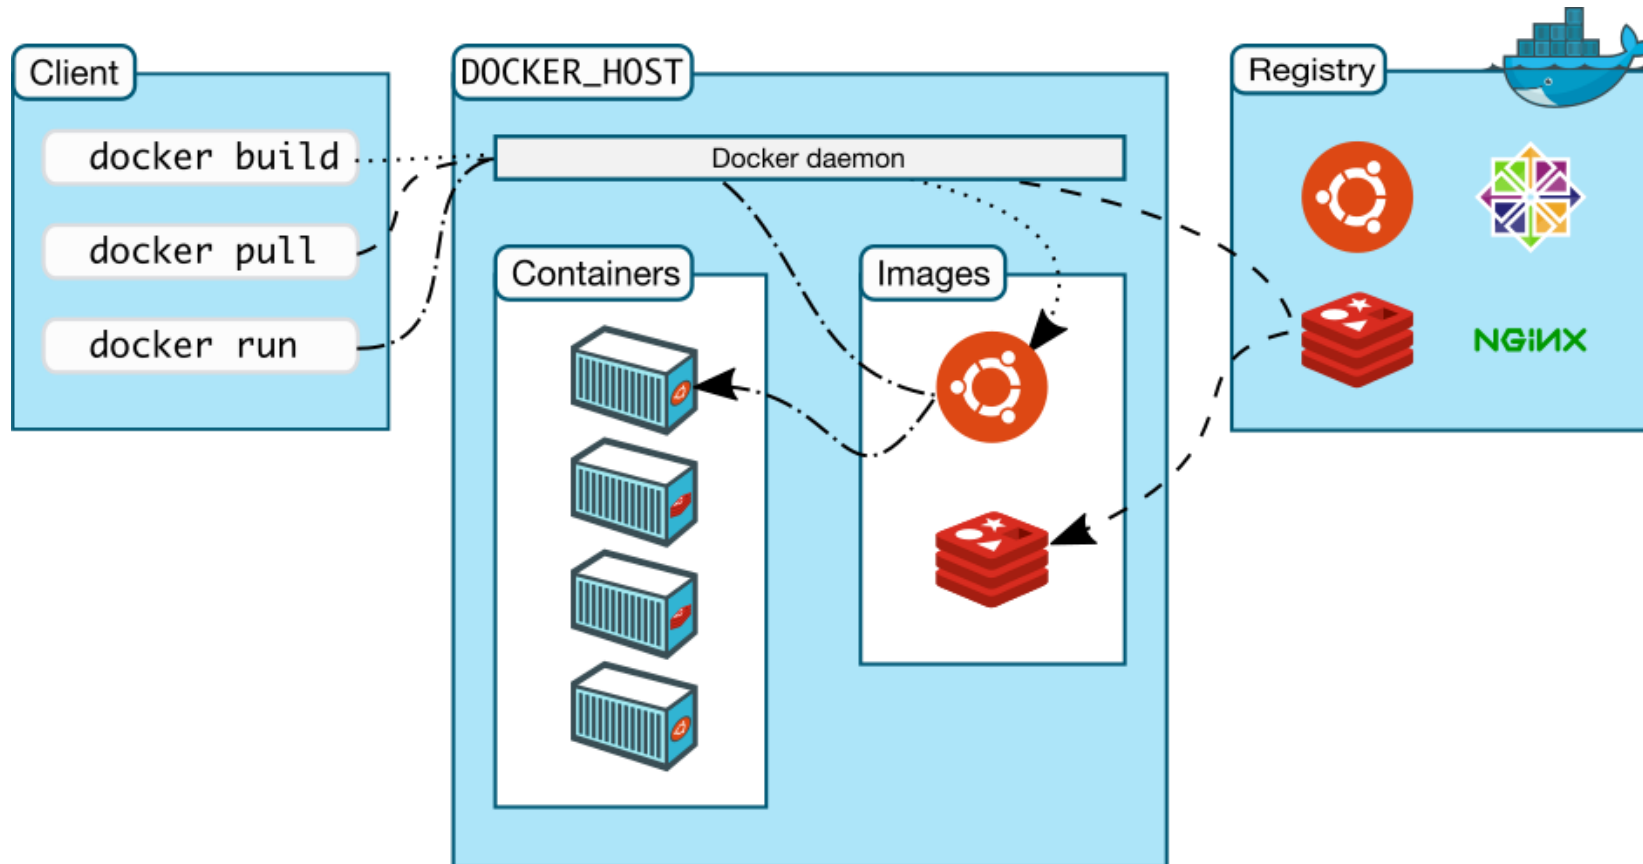 Client
docker build
docker pull
docker run
DOCKER_HOST
Docker daemon
Containers
Images
Registry
NGiNX